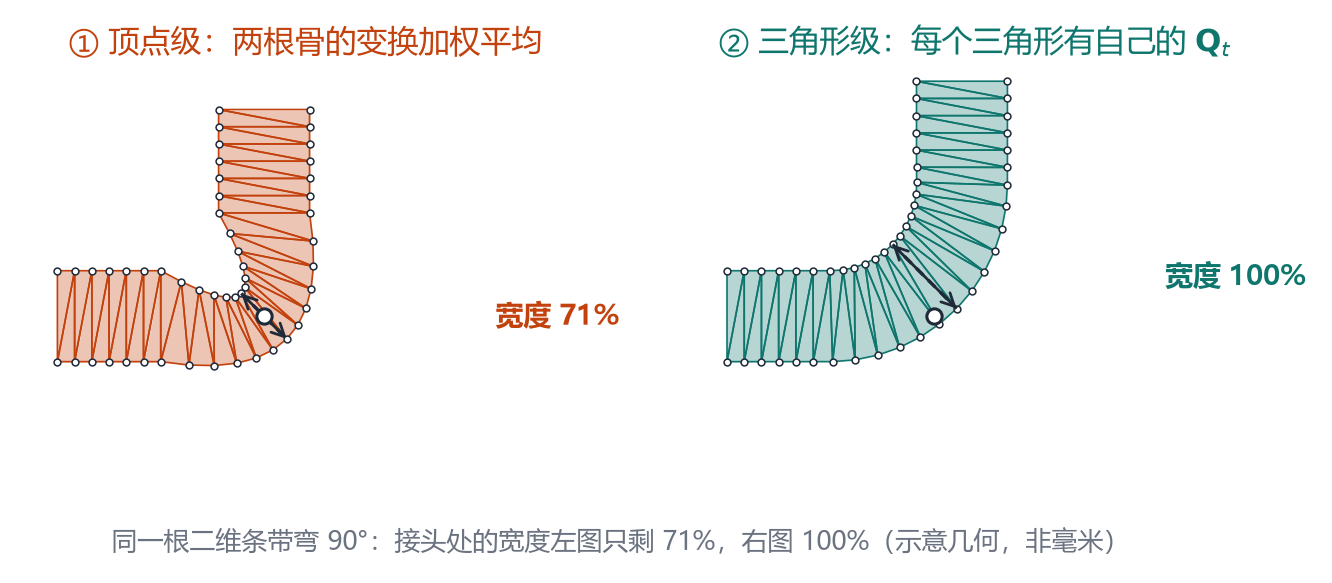 ① 顶点级：两根骨的变换加权平均
② 三角形级：每个三角形有自己的 Qt
宽度 100%
宽度 71%
同一根二维条带弯 90°：接头处的宽度左图只剩 71%，右图 100%（示意几何，非毫米）